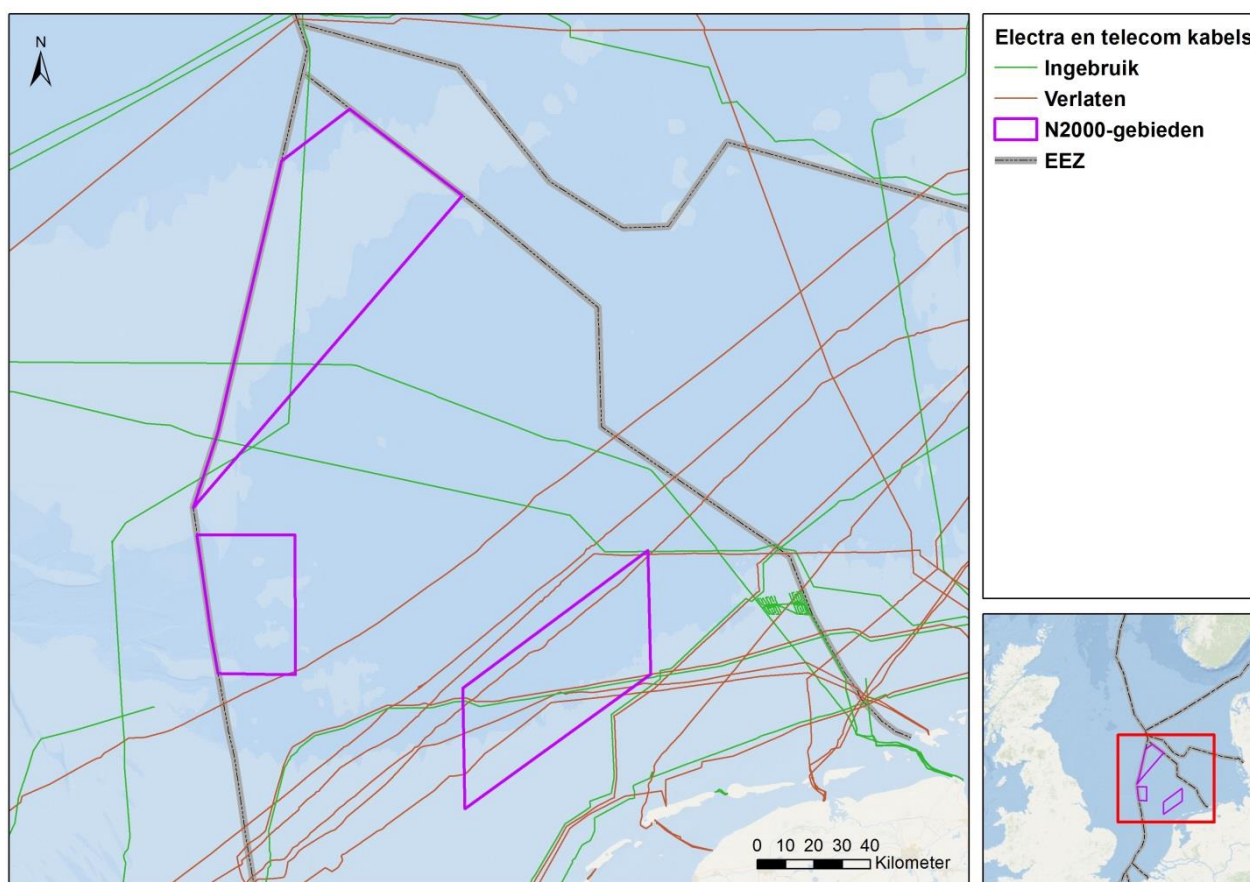 N
Electra en telecom kabels
Ingebruik
Verlaten
N2000-gebieden
EEZ
0 10 20 30 40
Kilometer